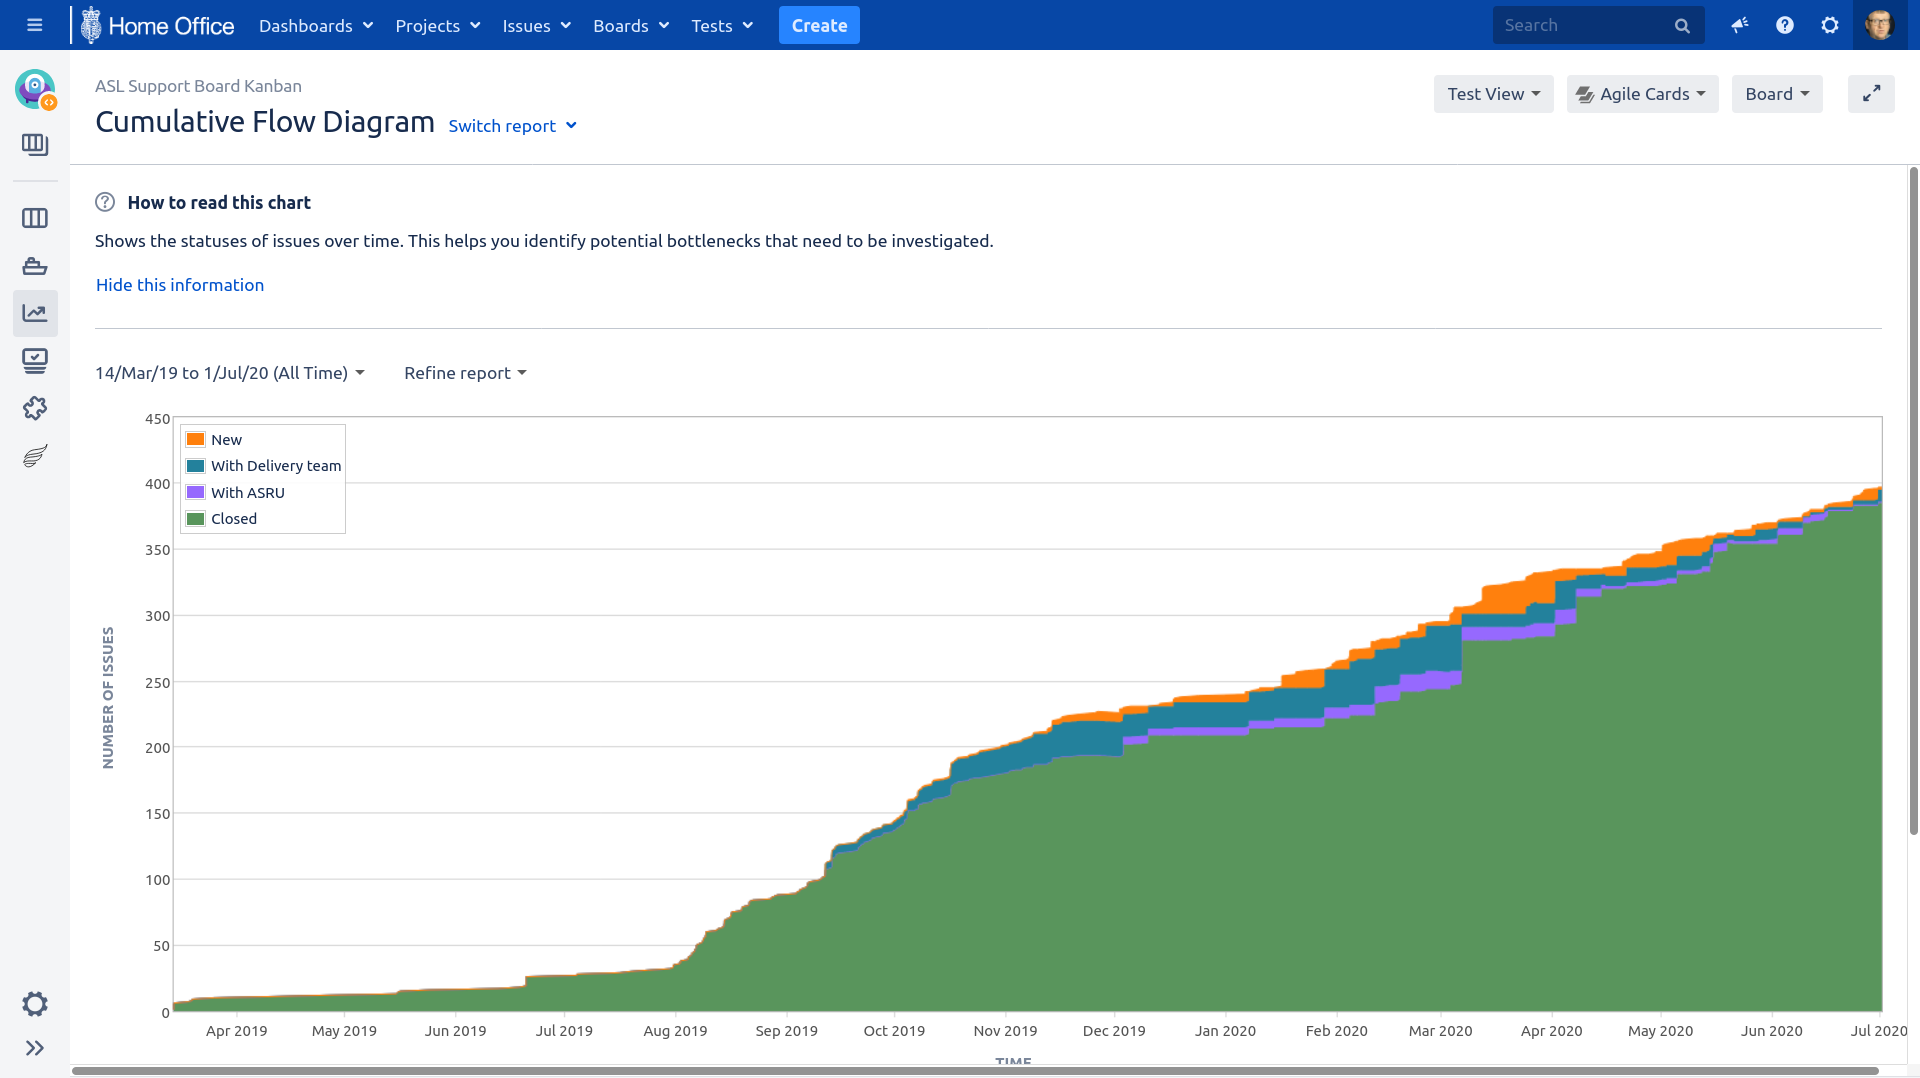 Home Office Dashboards Projects Issues Boards Tests Create Search
ASL Support Board Kanban
Cumulative Flow Diagram Switch report
Test View Agile Cards Board
How to read this chart
Shows the statuses of issues over time. This helps you identify potential bottlenecks that need to be investigated.
Hide this information
14/Mar/19 to 1/Jul/20 (All Time) Refine report
450
400
350
300
250
200
150
100
50
0
New
With Delivery team
With ASRU
Closed
NUMBER OF ISSUES
Apr 2019 May 2019 Jun 2019 Jul 2019 Aug 2019 Sep 2019 Oct 2019 Nov 2019 Dec 2019 Jan 2020 Feb 2020 Mar 2020 Apr 2020 May 2020 Jun 2020 Jul 2020
TIME